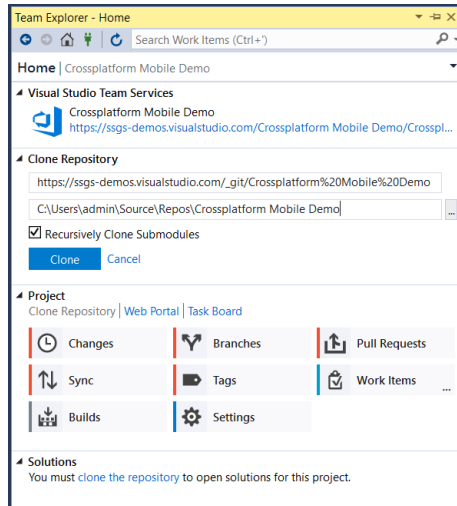 Team Explorer - Home
Search Work Items (Ctrl+')
Home | Crossplatform Mobile Demo
Visual Studio Team Services
Crossplatform Mobile Demo
https://ssgs-demos.visualstudio.com/Crossplatform Mobile Demo/Crosspl...
Clone Repository
https://ssgs-demos.visualstudio.com/_git/Crossplatform%20Mobile%20Demo
C:\Users\admin\Source\Repos\Crossplatform Mobile Demo
...
Recursively Clone Submodules
Clone Cancel
Project
Clone Repository | Web Portal | Task Board
Changes Branches Pull Requests
Sync Tags Work Items ...
Builds Settings
Solutions
You must clone the repository to open solutions for this project.